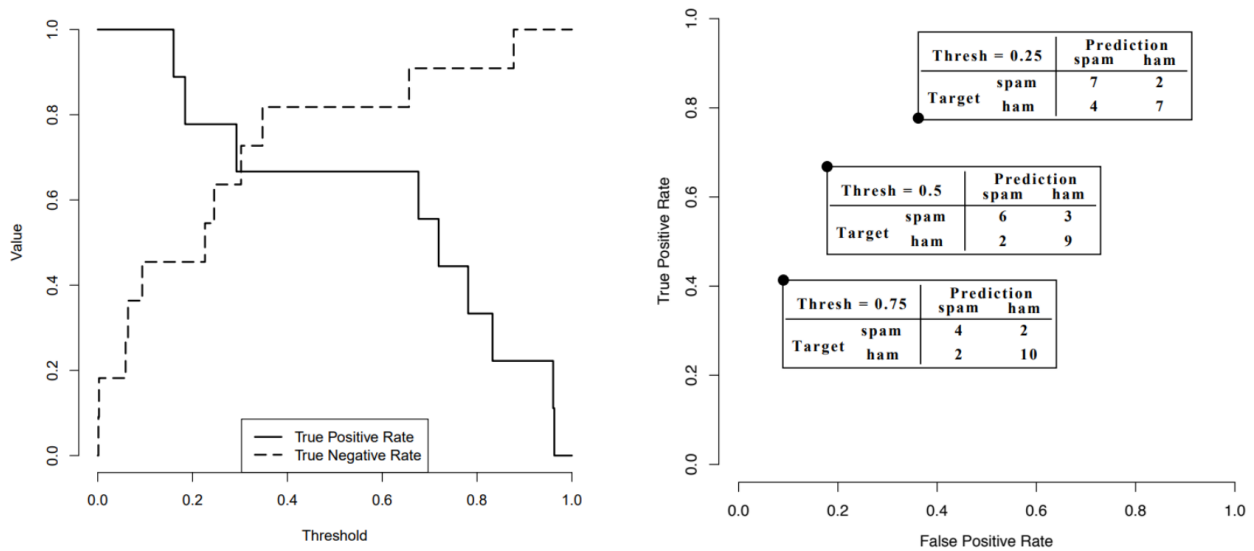 1.0
0.8
0.6
0.4
0.2
0.0
Value
0.0 0.2 0.4 0.6 0.8 1.0
Threshold
True Positive Rate
True Negative Rate
1.0
0.8
0.6
0.4
0.2
0.0
True Positive Rate
Thresh = 0.25 Prediction
spam ham
Target spam 7 2
ham 4 7
Thresh = 0.5 Prediction
spam ham
Target spam 6 3
ham 2 9
Thresh = 0.75 Prediction
spam ham
Target spam 4 2
ham 2 10
0.0 0.2 0.4 0.6 0.8 1.0
False Positive Rate